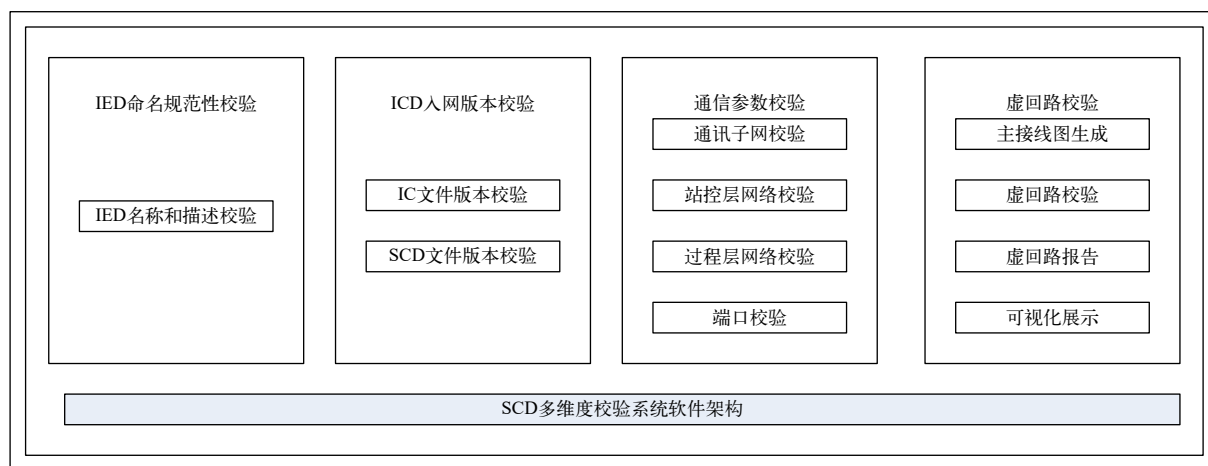 IED命名规范性校验
IED名称和描述校验
ICD入网版本校验
IC文件版本校验
SCD文件版本校验
通信参数校验
通讯子网校验
站控层网络校验
过程层网络校验
端口校验
虚回路校验
主接线图生成
虚回路校验
虚回路报告
可视化展示
SCD多维度校验系统软件架构